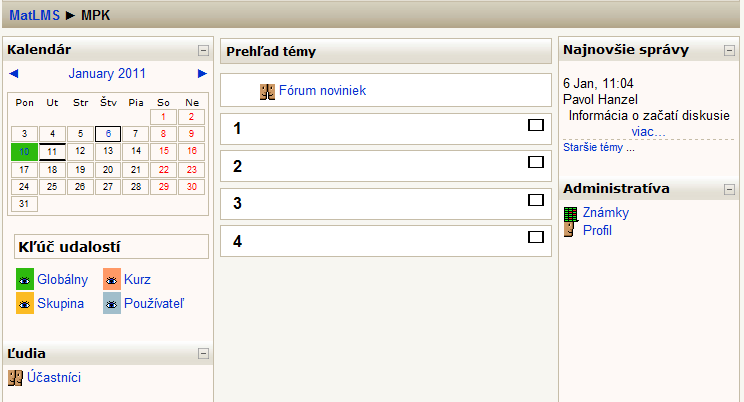 MatLMS ► MPK
Kalendár
◄ January 2011 ►
Pon Ut Str Štv Pia So Ne
1 2
3 4 5 6 7 8 9
10 11 12 13 14 15 16
17 18 19 20 21 22 23
24 25 26 27 28 29 30
31
Kľúč udalostí
Globálny Kurz
Skupina Používateľ
Ľudia
Účastníci
Prehľad témy
Fórum noviniek
1
2
3
4
Najnovšie správy
6 Jan, 11:04
Pavol Hanzel
Informácia o začatí diskusie
viac...
Staršie témy ...
Administratíva
Známky
Profil